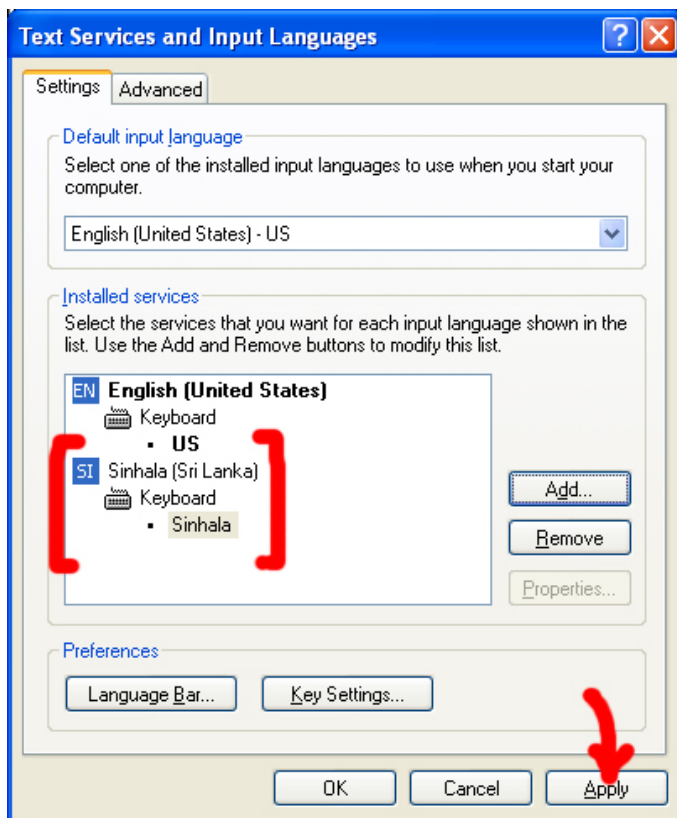 Text Services and Input Languages
Settings
Advanced
Default input language
Select one of the installed input languages to use when you start your
computer.
English (United States) - US
Installed services
Select the services that you want for each input language shown in the
list. Use the Add and Remove buttons to modify this list.
EN English (United States)
Keyboard
US
SI Sinhala (Sri Lanka)
Keyboard
Sinhala
Add...
Remove
Properties...
Preferences
Language Bar...
Key Settings...
OK
Cancel
Apply